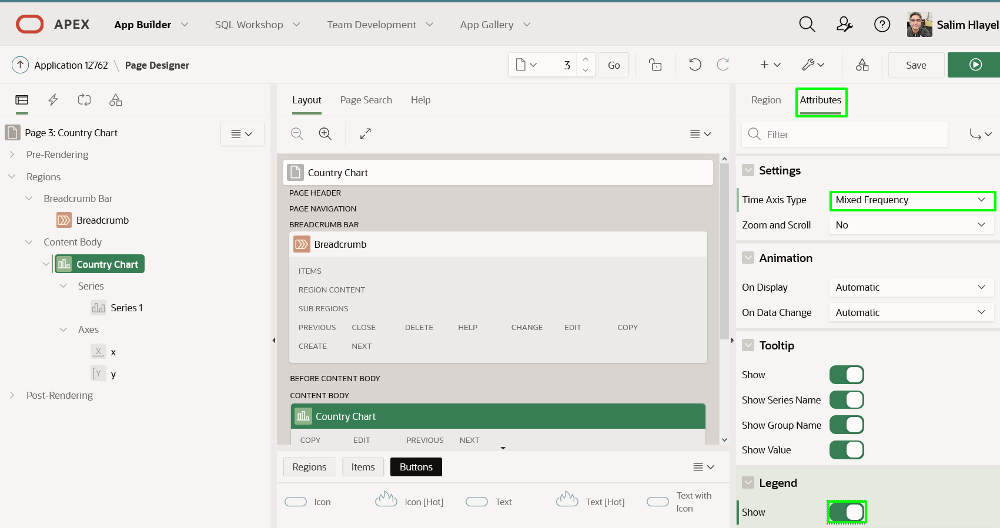 APEX App Builder SQL Workshop Team Development App Gallery Salim Hlayel
Application 12762 \ Page Designer 3 Go Save
Page 3: Country Chart
Pre-Rendering
Regions
Breadcrumb Bar
Breadcrumb
Content Body
Country Chart
Series
Series 1
Axes
X x
Y y
Post-Rendering
Layout Page Search Help
Country Chart
PAGE HEADER
PAGE NAVIGATION
BREADCRUMB BAR
Breadcrumb
ITEMS
REGION CONTENT
SUB REGIONS
PREVIOUS CLOSE DELETE HELP CHANGE EDIT COPY
CREATE NEXT
BEFORE CONTENT BODY
CONTENT BODY
Country Chart
COPY EDIT PREVIOUS NEXT
Regions Items Buttons
Icon Icon [Hot] Text Text [Hot] Text with
Icon
Region Attributes
Filter
Settings
Time Axis Type Mixed Frequency
Zoom and Scroll No
Animation
On Display Automatic
On Data Change Automatic
Tooltip
Show
Show Series Name
Show Group Name
Show Value
Legend
Show